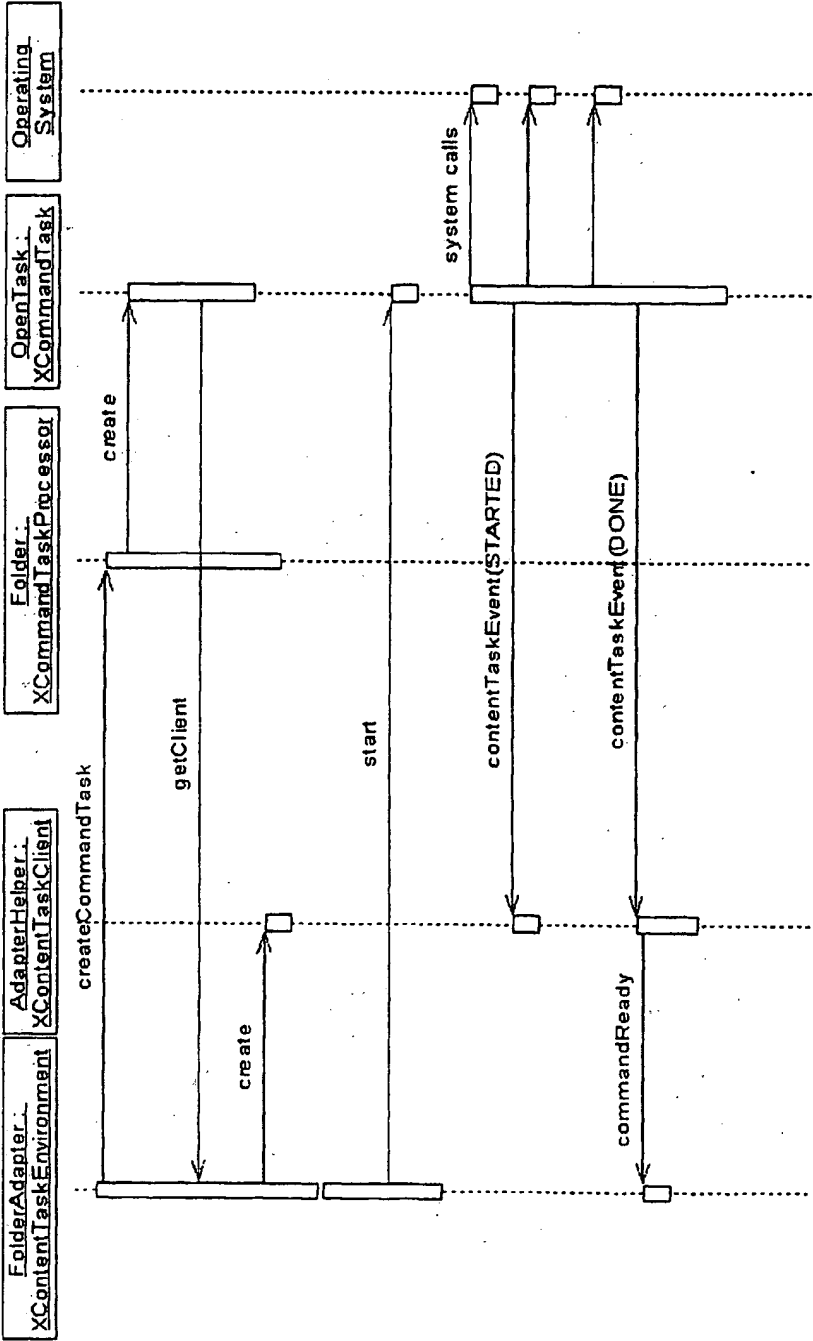 FolderAdapter :
XContentTaskEnvironment
AdapterHelper :
XContentTaskClient
Folder :
XCommandTaskProcessor
OpenTask :
XCommandTask
Operating
System
createCommandTask
create
getClient
create
start
system calls
contentTaskEvent(STARTED)
contentTaskEvent(DONE)
commandReady